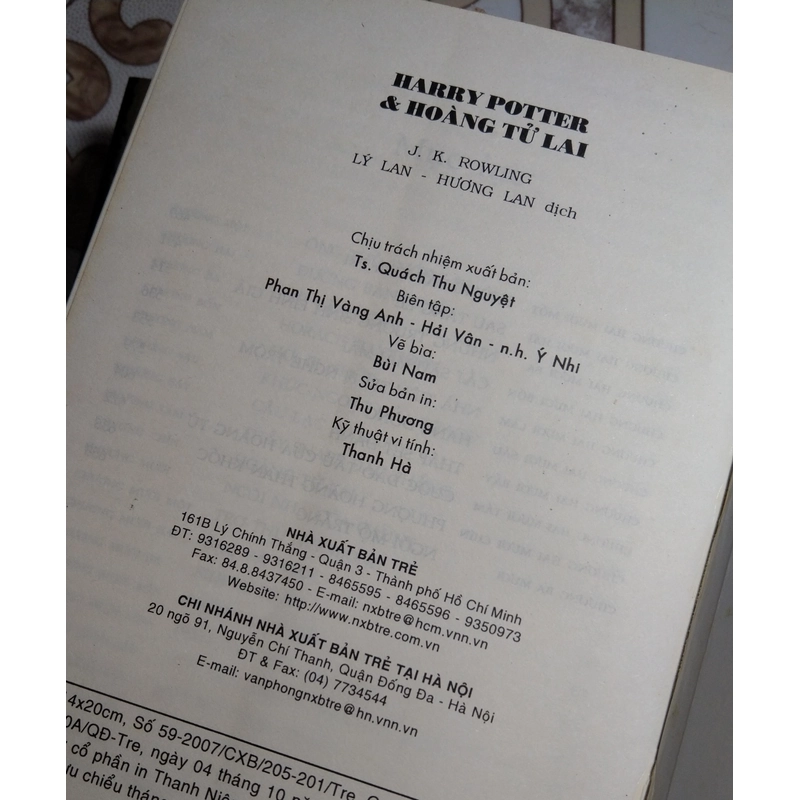 HARRY POTTER
& HOÀNG TỬ LAI
J. K. ROWLING
LÝ LAN - HƯƠNG LAN dịch
Chịu trách nhiệm xuất bản:
Ts. Quách Thu Nguyệt
Biên tập:
Phan Thị Vàng Anh - Hải Vân - n.h. Ý Nhi
Vẽ bìa:
Bùi Nam
Sửa bản in:
Thu Phương
Kỹ thuật vi tính:
Thanh Hà
NHÀ XUẤT BẢN TRẺ
161B Lý Chính Thắng - Quận 3 - Thành phố Hồ Chí Minh
ĐT: 9316289 - 9316211 - 8465595 - 8465596 - 9350973
Fax: 84.8.8437450 - E-mail: nxbtre@hcm.vnn.vn
Website: http://www.nxbtre.com.vn
CHI NHÁNH NHÀ XUẤT BẢN TRẺ TẠI HÀ NỘI
20 ngõ 91, Nguyễn Chí Thanh, Quận Đống Đa - Hà Nội
ĐT & Fax: (04) 7734544
E-mail: vanphongnxbtre@hn.vnn.vn
4x20cm, Số 59-2007/CXB/205-201/Tre.
0A/QĐ-Tre, ngày 04 tháng 10
cổ phần in Thanh
chiểu